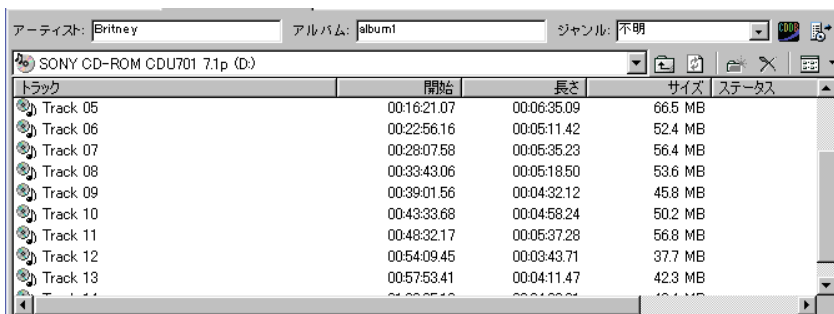 アーティスト: Britney アルバム: album1 ジャンル: 不明 CDDB
SONY CD-ROM CDU701 7.1p (D:)
トラック 開始 長さ サイズ ステータス
Track 05 00:16:21.07 00:06:35.09 66.5 MB
Track 06 00:22:56.16 00:05:11.42 52.4 MB
Track 07 00:28:07.58 00:05:35.23 56.4 MB
Track 08 00:33:43.06 00:05:18.50 53.6 MB
Track 09 00:39:01.56 00:04:32.12 45.8 MB
Track 10 00:43:33.68 00:04:58.24 50.2 MB
Track 11 00:48:32.17 00:05:37.28 56.8 MB
Track 12 00:54:09.45 00:03:43.71 37.7 MB
Track 13 00:57:53.41 00:04:11.47 42.3 MB